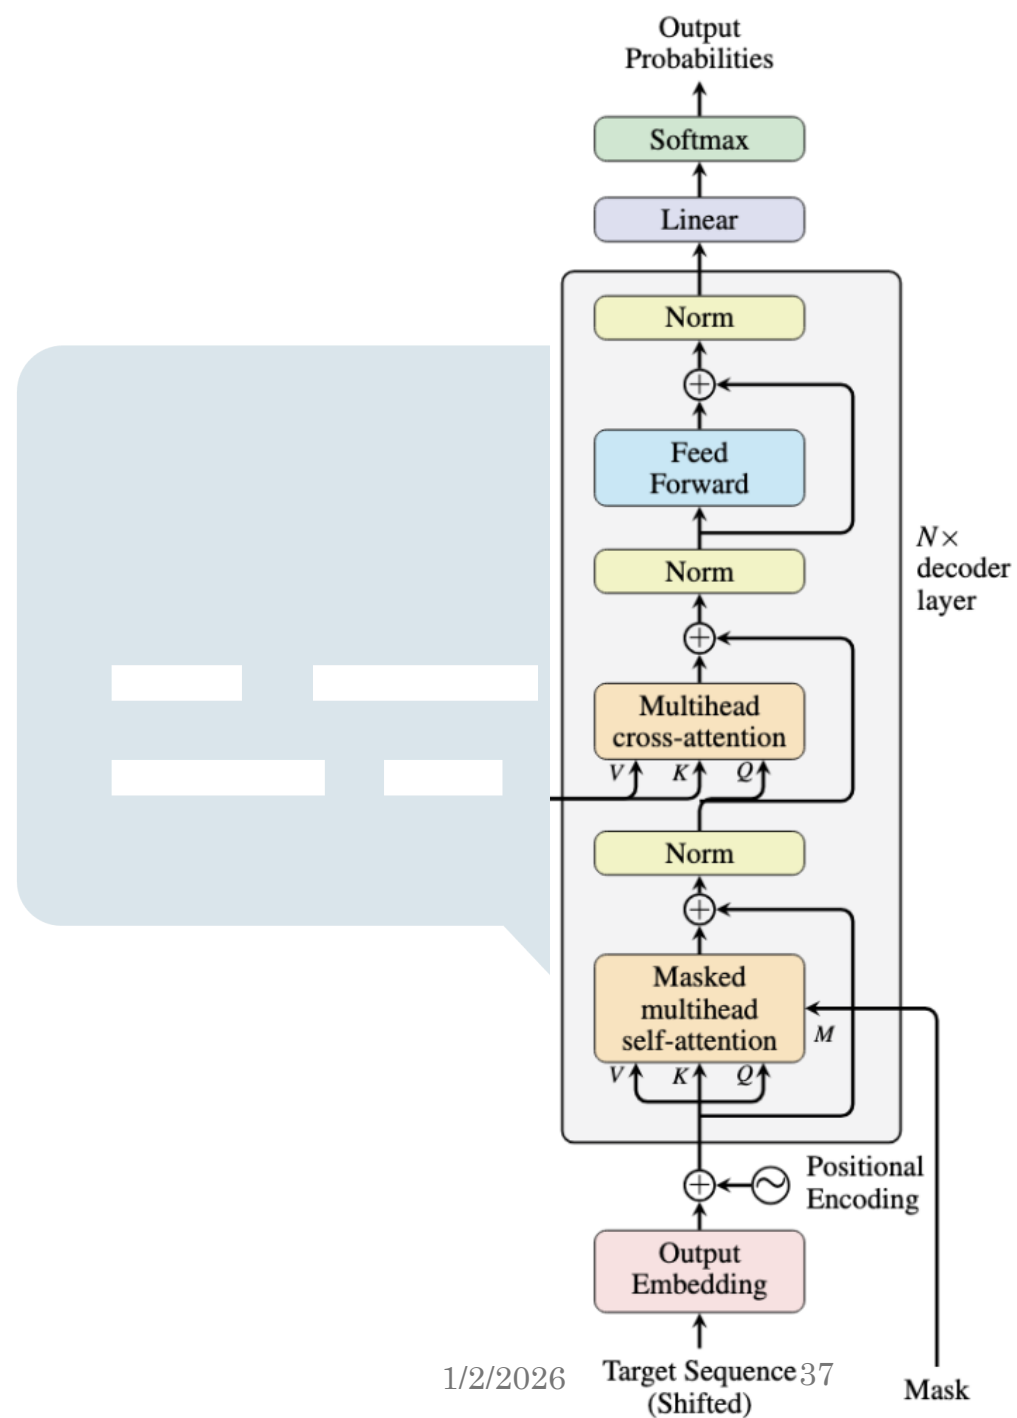 Output
Probabilities
Softmax
Linear
Norm
Feed
Forward
N×
decoder
layer
Norm
Multihead
cross-attention
V K Q
Norm
Masked
multihead
self-attention
M
V K Q
Positional
Encoding
Output
Embedding
1/2/2026
Target Sequence
(Shifted)
37
Mask